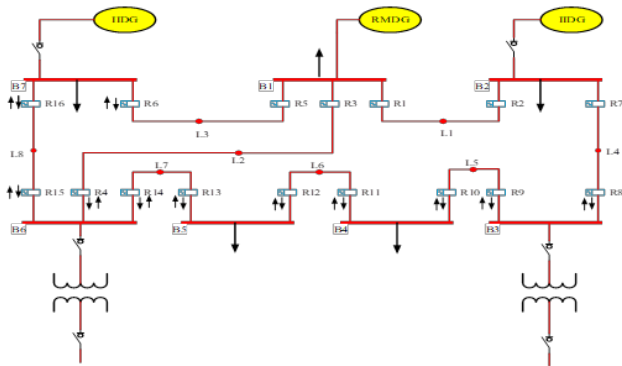 IIDG RMDG IIDG
B7 B1 B2
R16 R6 R5 R3 R1 R2 R7
L3 L1
L8 L2 L7 L6 L5 L4
R15 R4 R14 R13 R12 R11 R10 R9 R8
B6 B5 B4 B3